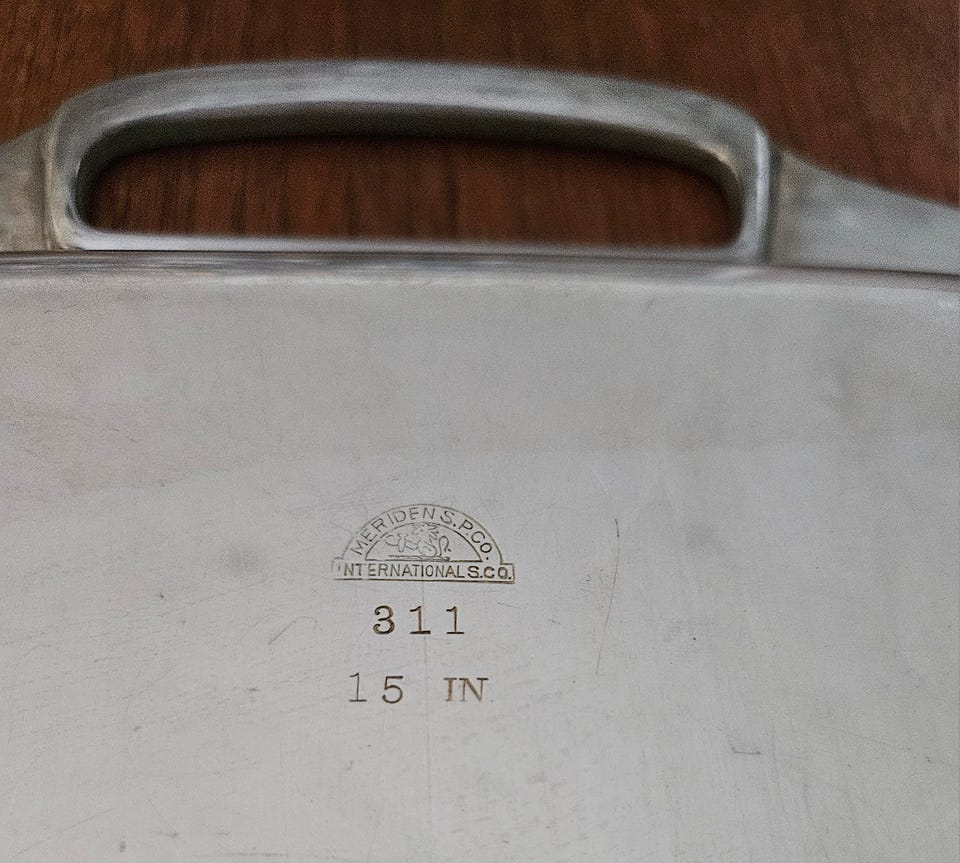 MERIDEN S.P.CO.
INTERNATIONAL S.CO.
311
15 IN